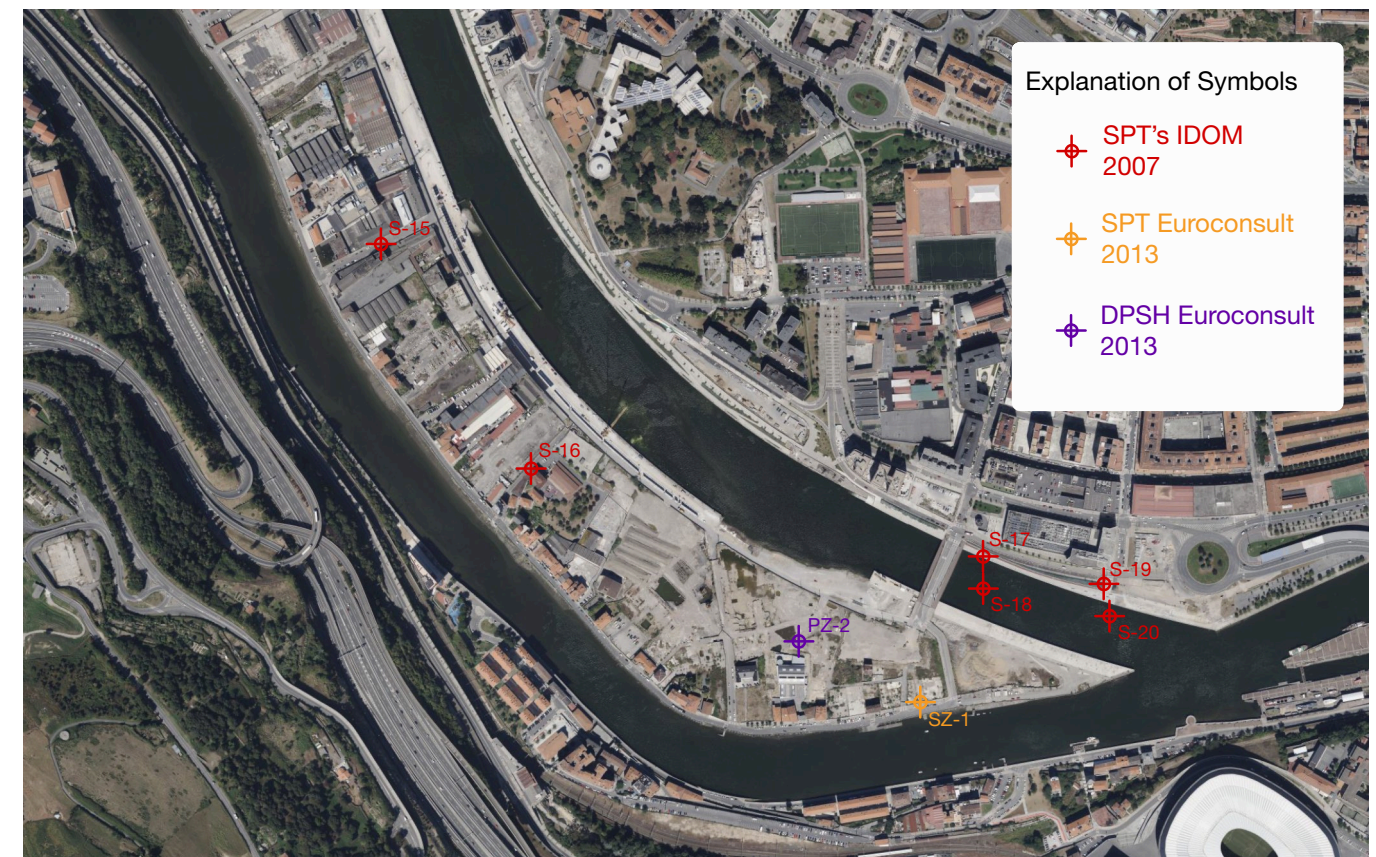 Explanation of Symbols
SPT's IDOM
2007
SPT Euroconsult
2013
DPSH Euroconsult
2013
S-15
S-16
S-17
S-19
S-18
S-20
PZ-2
SZ-1